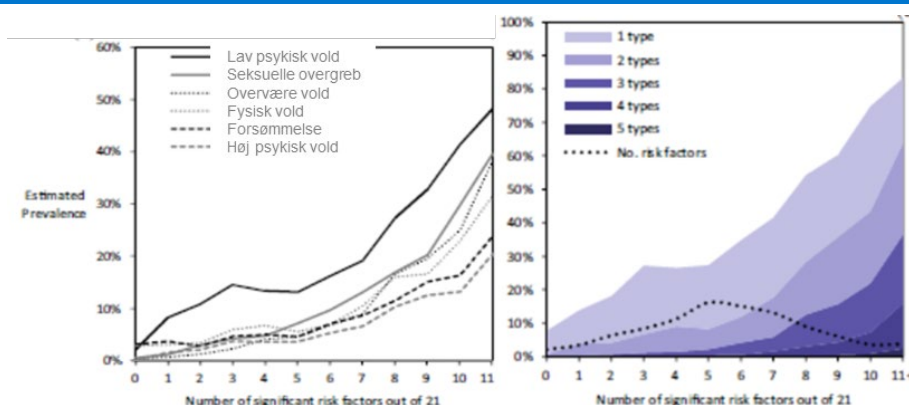 60%
50%
40%
30%
20%
10%
0%
Estimated
Prevalence
Lav psykisk vold
Seksuelle overgreb
Overvære vold
Fysisk vold
Forsømmelse
Høj psykisk vold
0 1 2 3 4 5 6 7 8 9 10 11
Number of significant risk factors out of 21
100%
90%
80%
70%
60%
50%
40%
30%
20%
10%
0%
1 type
2 types
3 types
4 types
5 types
No. risk factors
0 1 2 3 4 5 6 7 8 9 10 11+
Number of significant risk factors out of 21